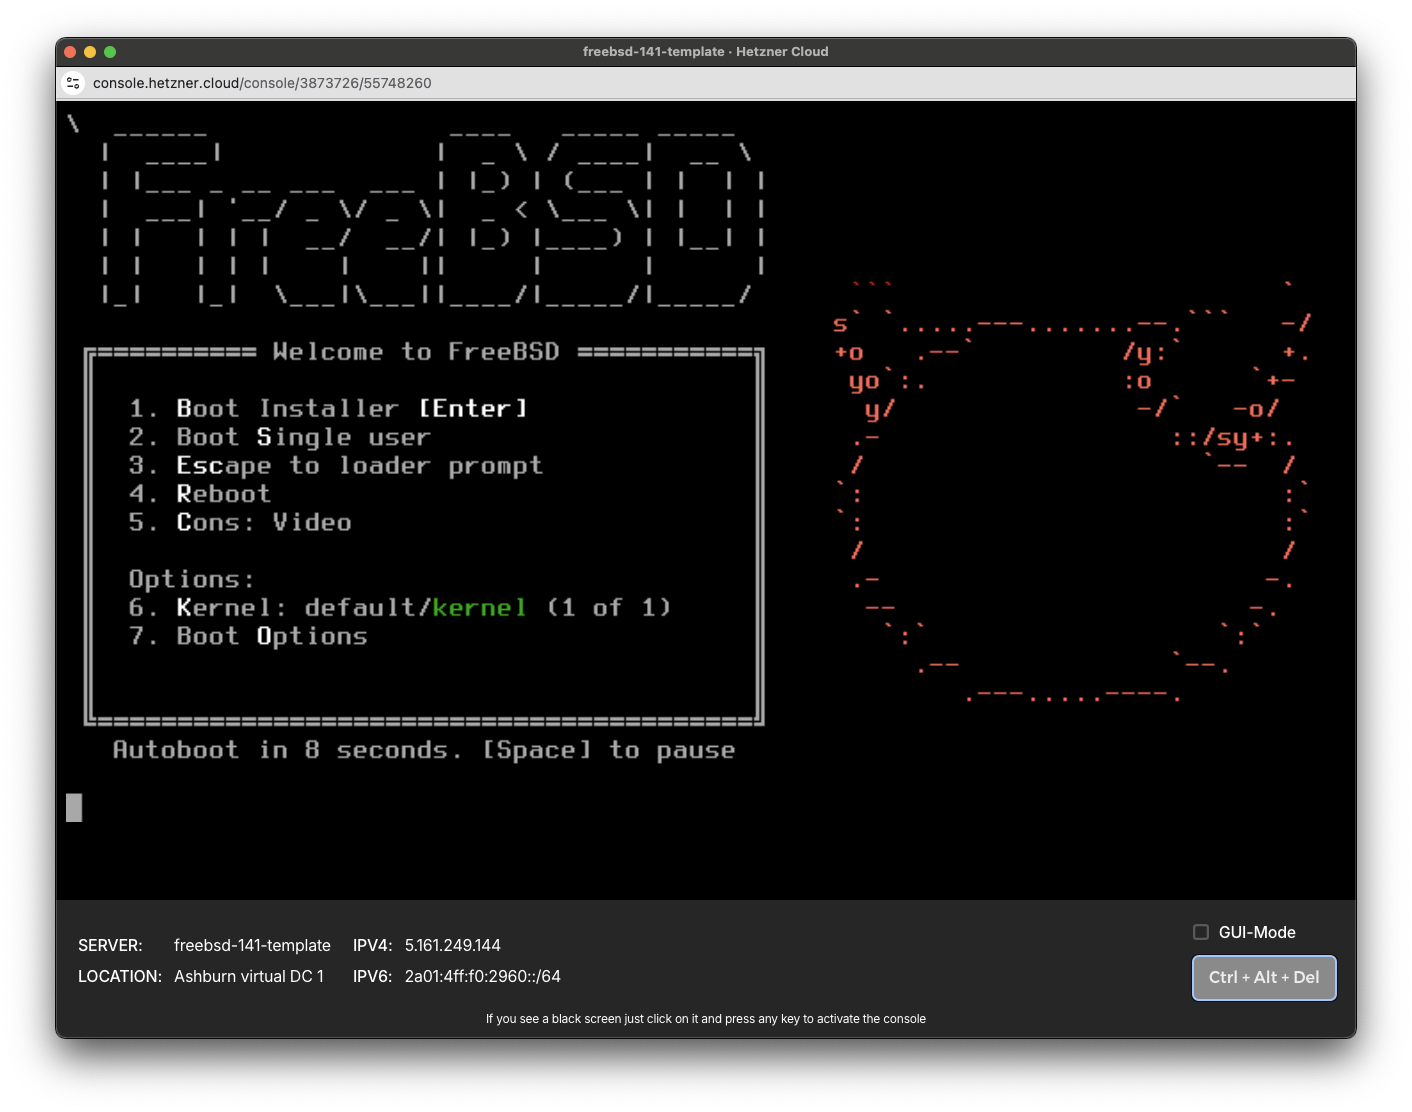 freebsd-141-template · Hetzner Cloud
console.hetzner.cloud/console/3873726/55748260
FreeBSD
Welcome to FreeBSD
1. Boot Installer [Enter]
2. Boot Single user
3. Escape to loader prompt
4. Reboot
5. Cons: Video
Options:
6. Kernel: default/kernel (1 of 1)
7. Boot Options
Autoboot in 8 seconds. [Space] to pause
SERVER: freebsd-141-template IPV4: 5.161.249.144
LOCATION: Ashburn virtual DC 1 IPV6: 2a01:4ff:f0:2960::/64
GUI-Mode
Ctrl + Alt + Del
If you see a black screen just click on it and press any key to activate the console